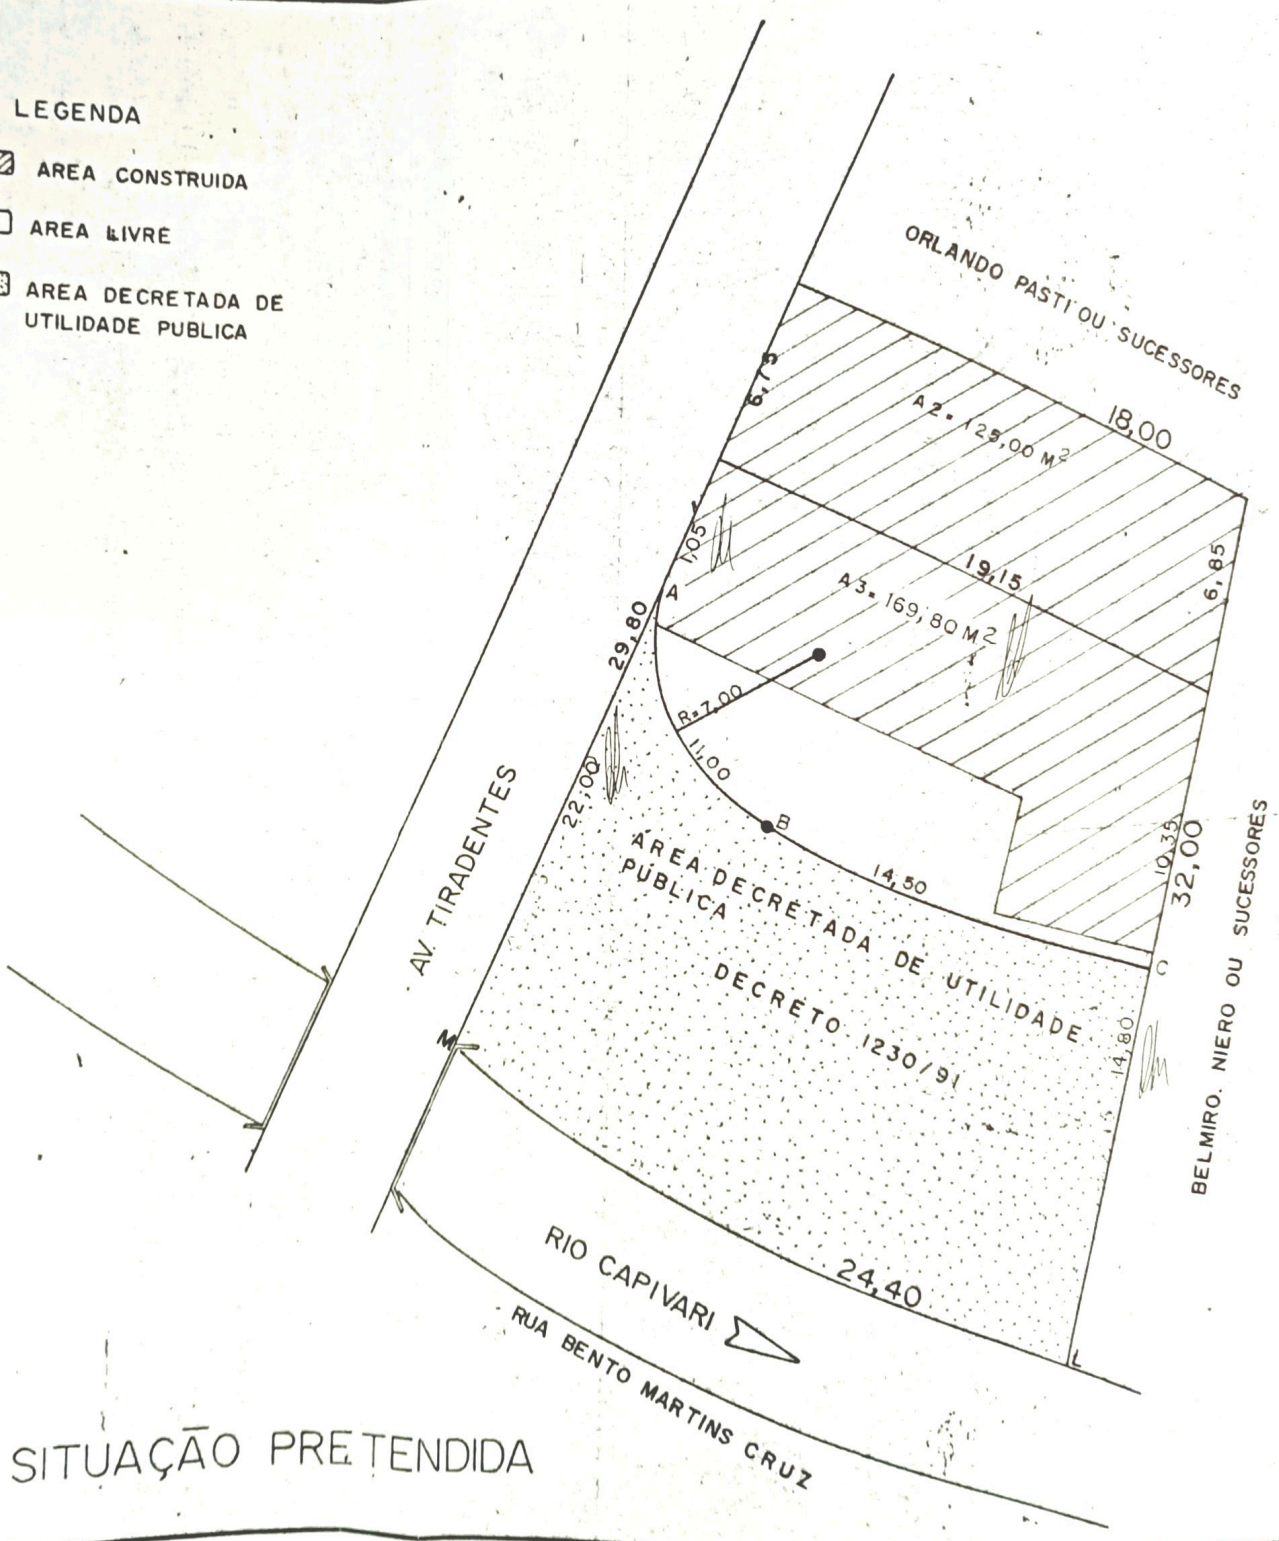 LEGENDA
AREA CONSTRUIDA
AREA LIVRE
AREA DECRETADA DE
UTILIDADE PUBLICA
ORLANDO PASTI OU SUCESSORES
18,00
6,75
A2= 125,00 M²
6,85
19,15
1,05
A
A3= 169,80 M²
29,80
R=7,00
11,00
22,00
B
14,50
10,35
32,00
C
AV. TIRADENTES
ÁREA DECRETADA DE UTILIDADE
PÚBLICA
DECRETO 1230/91
14,80
BELMIRO. NIERO OU SUCESSORES
M
24,40
L
RIO CAPIVARI
RUA BENTO MARTINS CRUZ
SITUAÇÃO PRETENDIDA